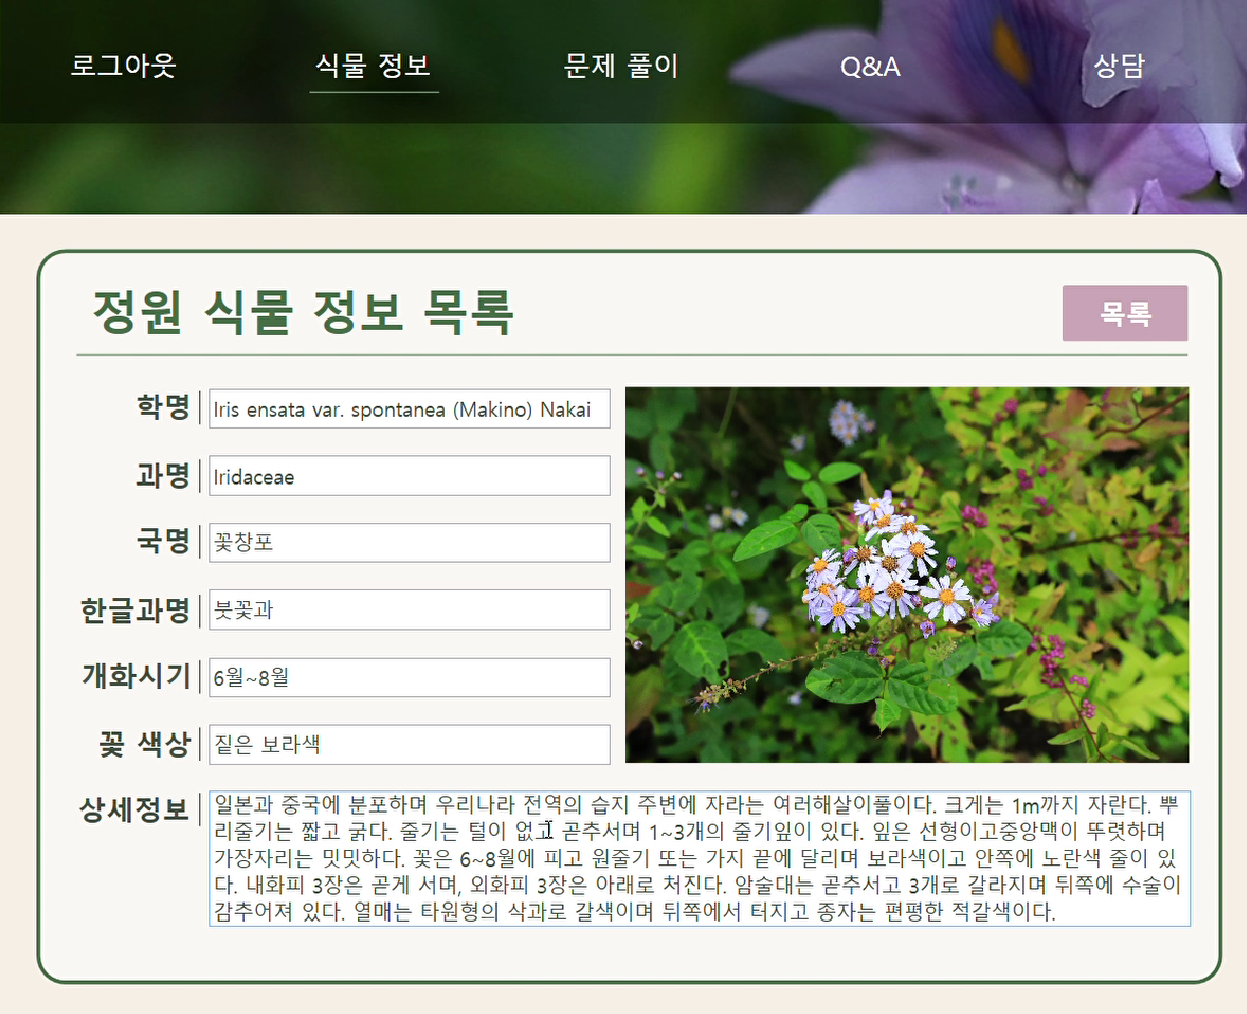 로그아웃 식물 정보 문제 풀이 Q&A 상담
정원 식물 정보 목록
목록
학명 Iris ensata var. spontanea (Makino) Nakai
과명 Iridaceae
국명 꽃창포
한글과명 붓꽃과
개화시기 6월~8월
꽃 색상 짙은 보라색
상세정보 일본과 중국에 분포하며 우리나라 전역의 습지 주변에 자라는 여러해살이풀이다. 크게는 1m까지 자란다. 뿌
리줄기는 짧고 굵다. 줄기는 털이 없고 곧추서며 1~3개의 줄기잎이 있다. 잎은 선형이고중앙맥이 뚜렷하며
가장자리는 밋밋하다. 꽃은 6~8월에 피고 원줄기 또는 가지 끝에 달리며 보라색이고 안쪽에 노란색 줄이 있
다. 내화피 3장은 곧게 서며, 외화피 3장은 아래로 처진다. 암술대는 곧추서고 3개로 갈라지며 뒤쪽에 수술이
감추어져 있다. 열매는 타원형의 삭과로 갈색이며 뒤쪽에서 터지고 종자는 편평한 적갈색이다.